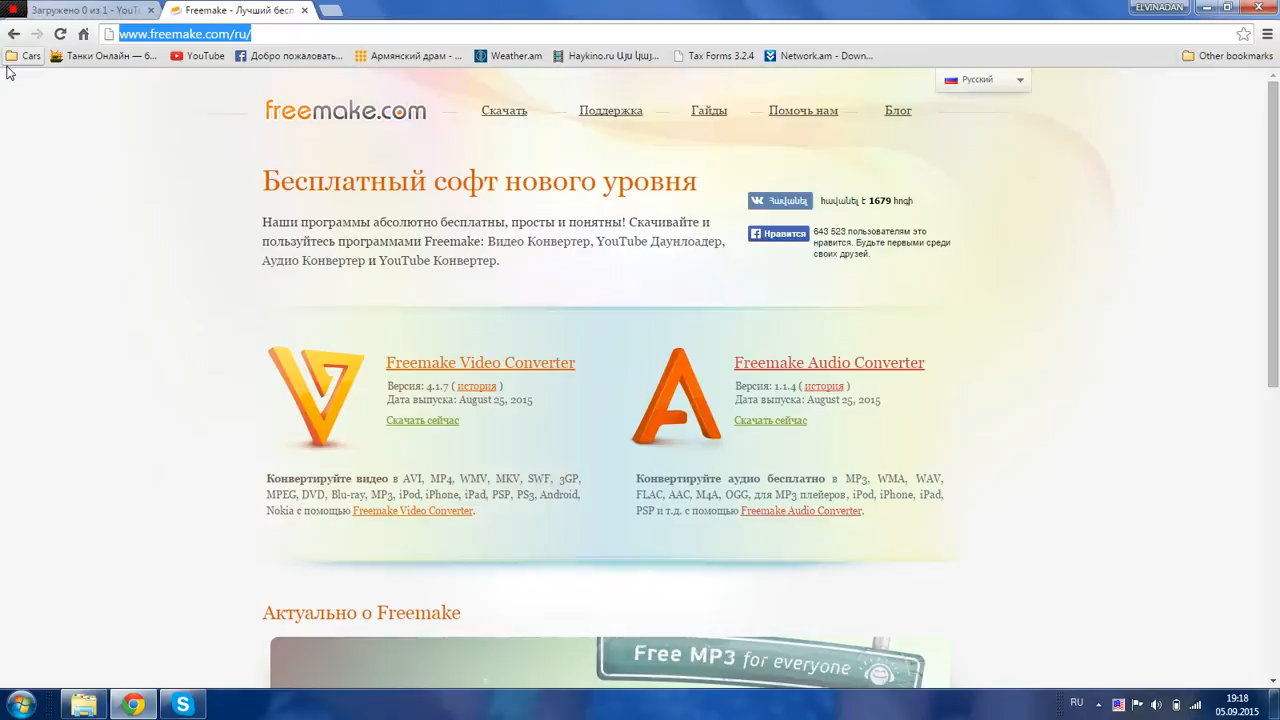 Загружено 0 из 1 - YouT
Freemake - Лучший бесп
ELVINADAN
www.freemake.com/ru/
Cars
Танки Онлайн — б...
YouTube
Добро пожаловать...
Армянский драм - ...
Weather.am
Haykino.ru Այս կայ...
Tax Forms 3.2.4
Network.am - Down...
Other bookmarks
Русский
freemake.com
Скачать
Поддержка
Гайды
Помочь нам
Блог
Бесплатный софт нового уровня
Наши программы абсолютно бесплатны, просты и понятны! Скачивайте и
пользуйтесь программами Freemake: Видео Конвертер, YouTube Даунлоадер,
Аудио Конвертер и YouTube Конвертер.
Հավանել
հավանել է 1679 հոգի
Нравится
643 523 пользователям это
нравится. Будьте первыми среди
своих друзей.
Freemake Video Converter
Версия: 4.1.7 ( история )
Дата выпуска: August 25, 2015
Скачать сейчас
Freemake Audio Converter
Версия: 1.1.4 ( история )
Дата выпуска: August 25, 2015
Скачать сейчас
Конвертируйте видео в AVI, MP4, WMV, MKV, SWF, 3GP,
MPEG, DVD, Blu-ray, MP3, iPod, iPhone, iPad, PSP, PS3, Android,
Nokia с помощью Freemake Video Converter.
Конвертируйте аудио бесплатно в MP3, WMA, WAV,
FLAC, AAC, M4A, OGG, для MP3 плейеров, iPod, iPhone, iPad,
PSP и т.д. с помощью Freemake Audio Converter.
Актуально о Freemake
Free MP3 for everyone
RU
19:18
05.09.2015